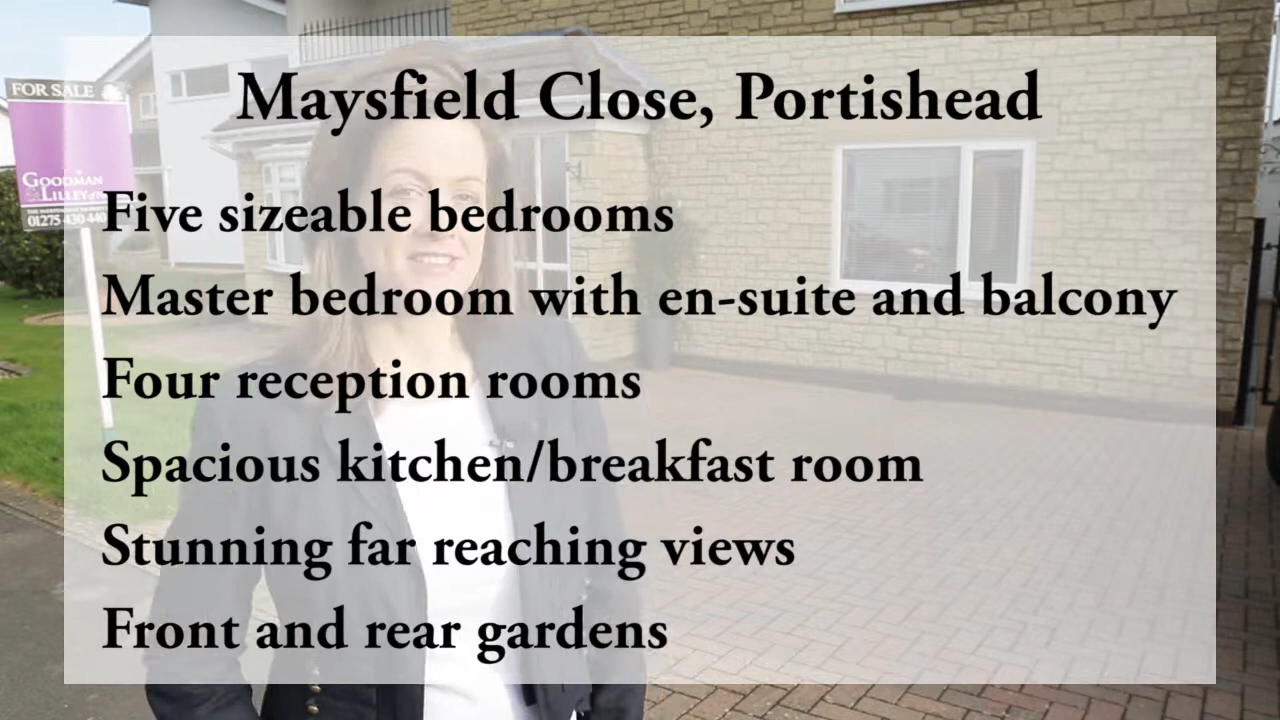 Maysfield Close, Portishead
FOR SALE
GOODMAN
LILLEY
01275 430 440
Five sizeable bedrooms
Master bedroom with en-suite and balcony
Four reception rooms
Spacious kitchen/breakfast room
Stunning far reaching views
Front and rear gardens